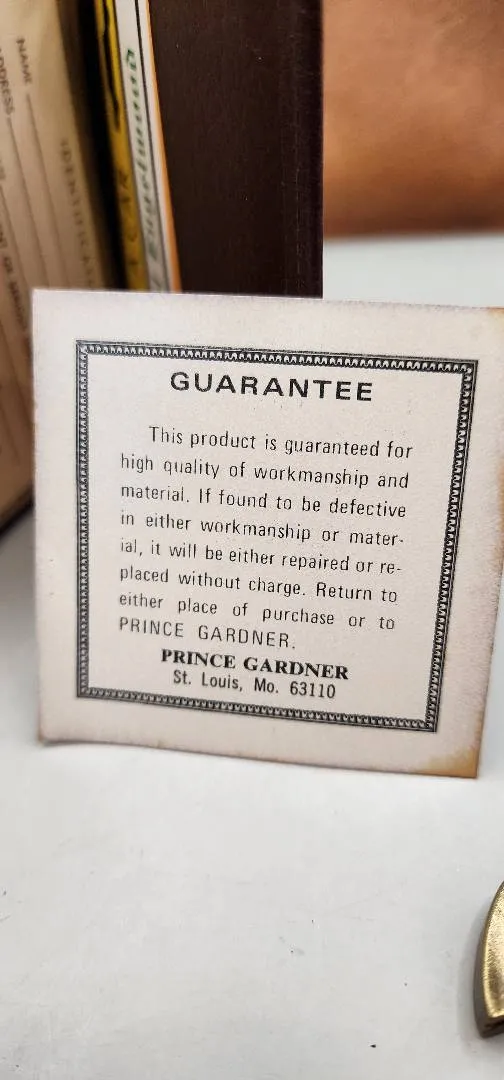 NAME
ADDRESS
GUARANTEE
This product is guaranteed for
high quality of workmanship and
material. If found to be defective
in either workmanship or mater-
ial, it will be either repaired or re-
placed without charge. Return to
either place of purchase or to
PRINCE GARDNER.
PRINCE GARDNER
St. Louis, Mo. 63110